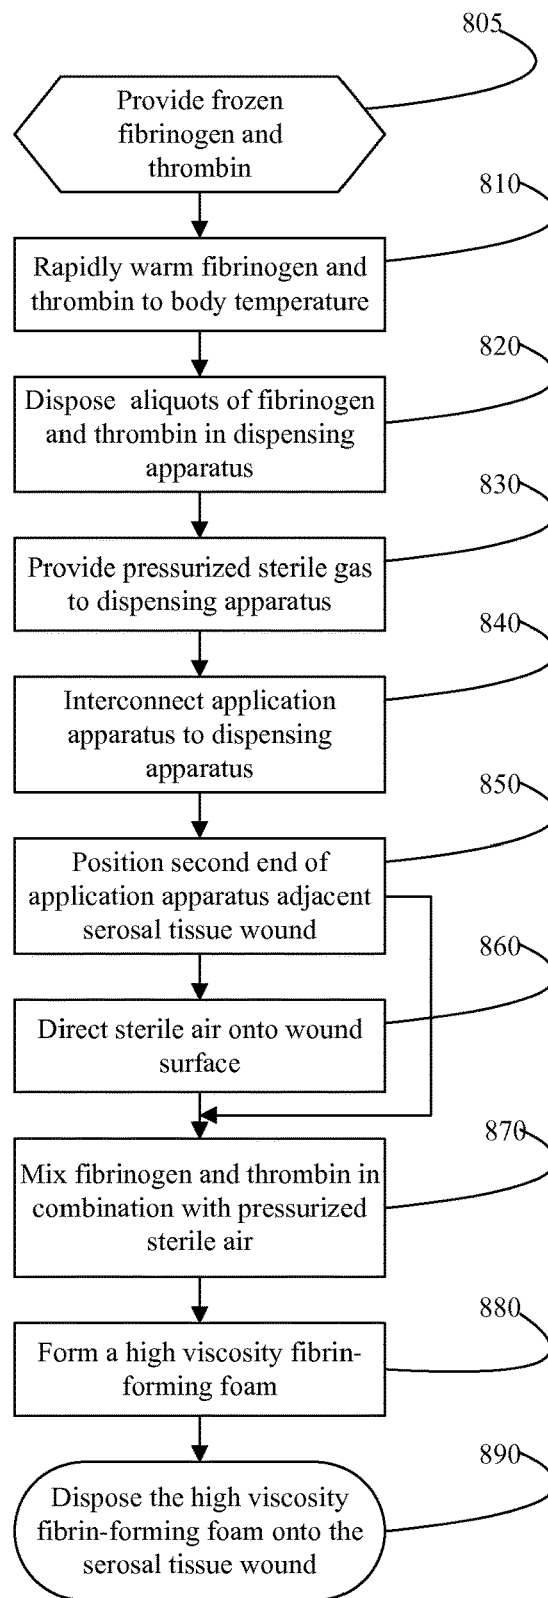 805
Provide frozen
fibrinogen and
thrombin
810
Rapidly warm fibrinogen and
thrombin to body temperature
820
Dispose aliquots of fibrinogen
and thrombin in dispensing
apparatus
830
Provide pressurized sterile gas
to dispensing apparatus
840
Interconnect application
apparatus to dispensing
apparatus
850
Position second end of
application apparatus adjacent
serosal tissue wound
860
Direct sterile air onto wound
surface
870
Mix fibrinogen and thrombin in
combination with pressurized
sterile air
880
Form a high viscosity fibrin-
forming foam
890
Dispose the high viscosity
fibrin-forming foam onto the
serosal tissue wound